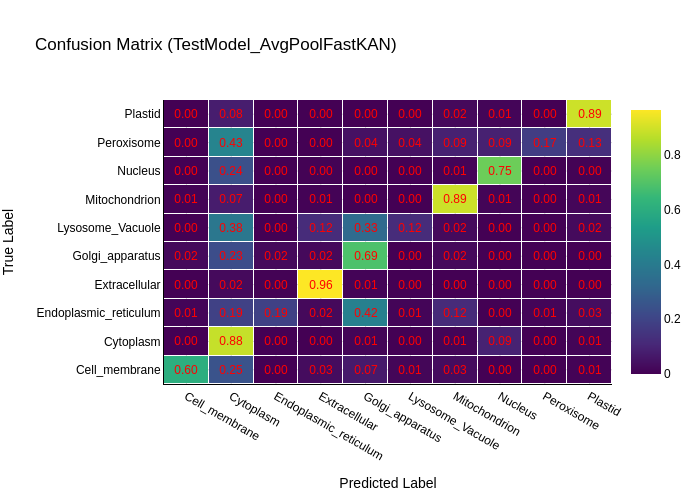 Confusion Matrix (TestModel_AvgPoolFastKAN)
True Label
Plastid 0.00 0.08 0.00 0.00 0.00 0.00 0.02 0.01 0.00 0.89
Peroxisome 0.00 0.43 0.00 0.00 0.04 0.04 0.09 0.09 0.17 0.13
Nucleus 0.00 0.24 0.00 0.00 0.00 0.00 0.01 0.75 0.00 0.00
Mitochondrion 0.01 0.07 0.00 0.01 0.00 0.00 0.89 0.01 0.00 0.01
Lysosome_Vacuole 0.00 0.38 0.00 0.12 0.33 0.12 0.02 0.00 0.00 0.02
Golgi_apparatus 0.02 0.02 0.02 0.69 0.00 0.02 0.00 0.00 0.00
Extracellular 0.00 0.02 0.00 0.96 0.01 0.00 0.00 0.00 0.00 0.00
Endoplasmic_reticulum 0.01 0.02 0.42 0.01 0.12 0.00 0.01 0.03
Cytoplasm 0.00 0.88 0.00 0.00 0.01 0.00 0.01 0.09 0.00 0.01
Cell_membrane 0.60 0.00 0.03 0.07 0.01 0.03 0.00 0.00 0.01
Cell_membrane
Cytoplasm
Endoplasmic_reticulum
Extracellular
Golgi_apparatus
Lysosome_Vacuole
Mitochondrion
Nucleus
Peroxisome
Plastid
Predicted Label
0.8
0.6
0.4
0.2
0